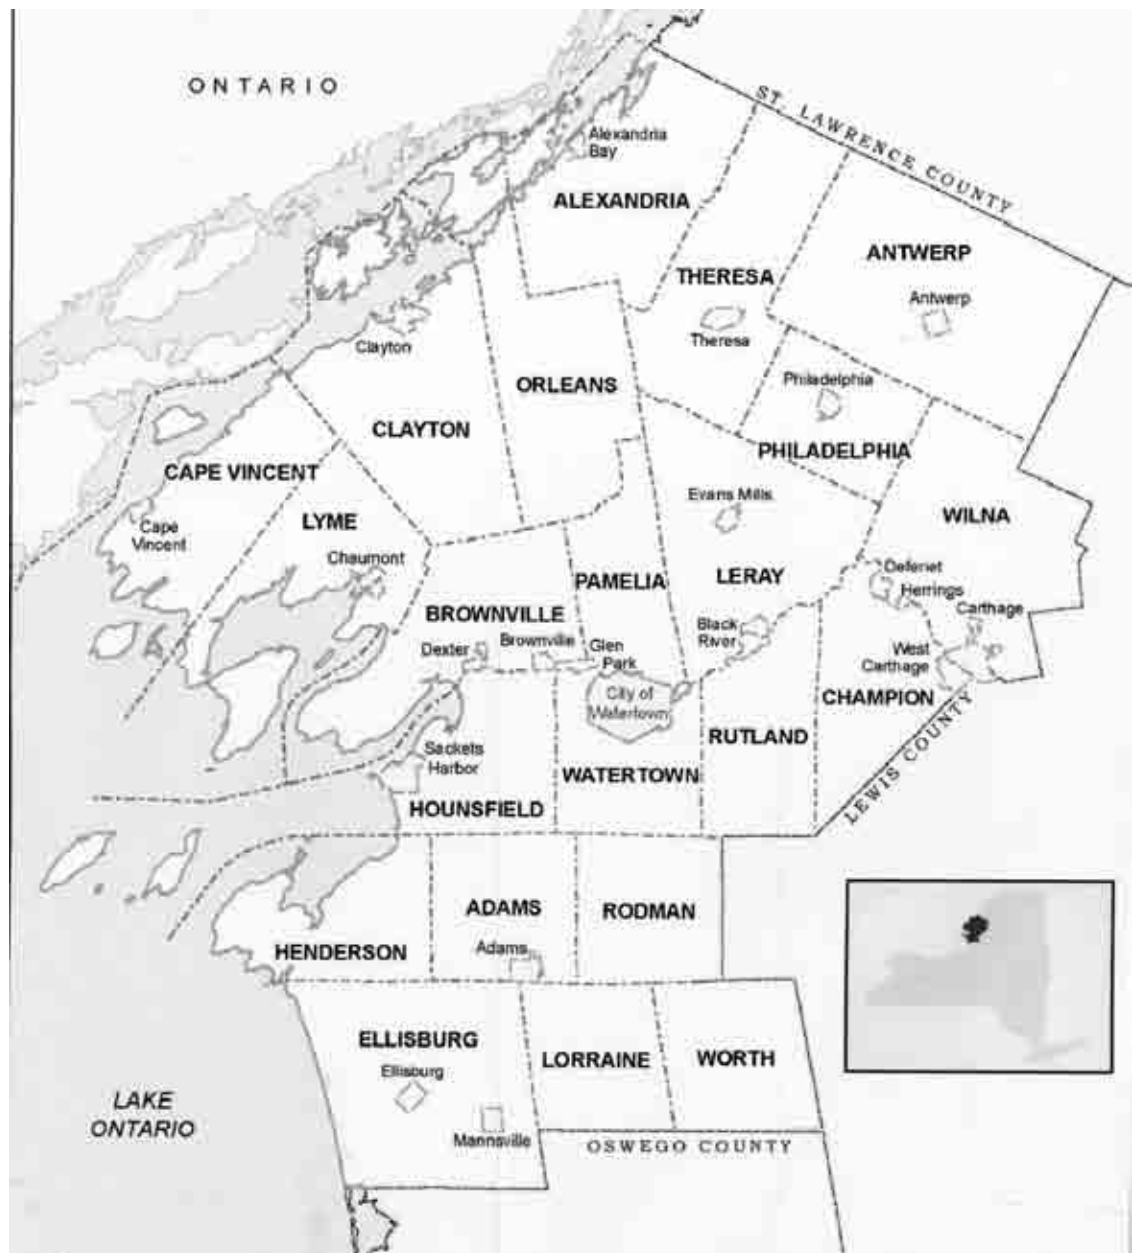 ONTARIO
ST. LAWRENCE COUNTY
Alexandria
Bay
ALEXANDRIA
ANTWERP
THERESA
Antwerp
Theresa
Clayton
Philadelphia
ORLEANS
CLAYTON
PHILADELPHIA
CAPE VINCENT
Evans Mills
WILNA
LYME
Cape
Vincent
Chaumont
Deferiet
PAMELIA
LERAY
Herrings
Carthage
BROWNVILLE
Black
River
Brownville
Dexter
Glen
Park
West
Carthage
City of
Watertown
CHAMPION
RUTLAND
Sackets
Harbor
WATERTOWN
LEWIS COUNTY
HOUNSFIELD
ADAMS
RODMAN
Adams
HENDERSON
ELLISBURG
LORRAINE
WORTH
Ellisburg
LAKE
ONTARIO
Mannsville
OSWEGO COUNTY